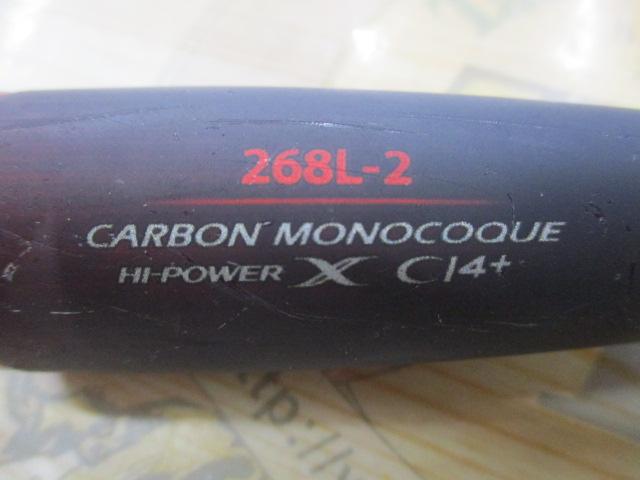 268L-2
CARBON MONOCOQUE
HI-POWER X CI4+